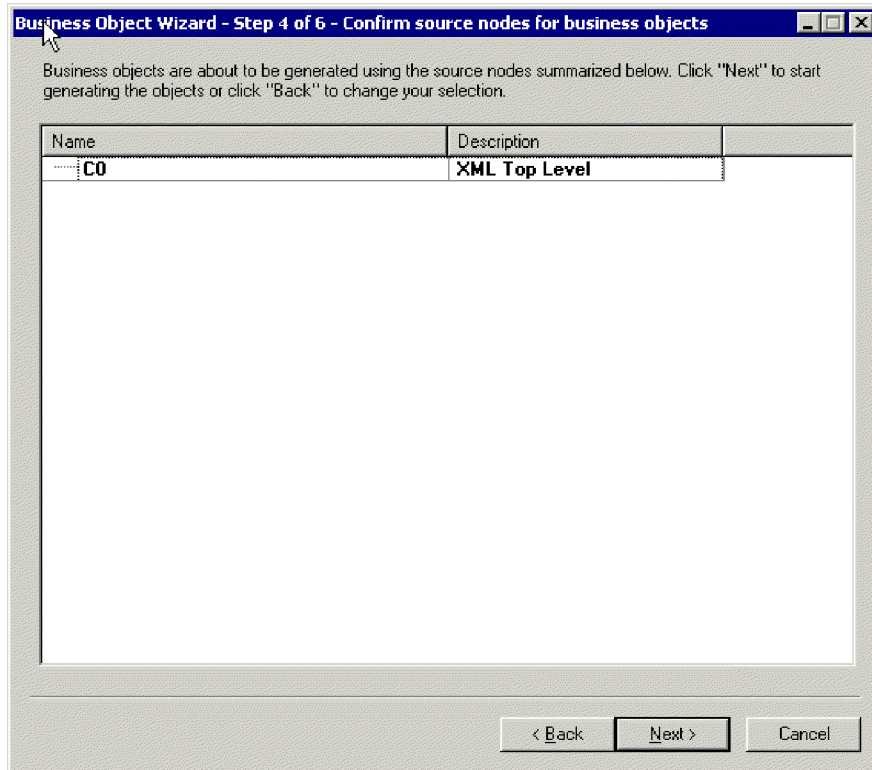 Business Object Wizard - Step 4 of 6 - Confirm source nodes for business objects
Business objects are about to be generated using the source nodes summarized below. Click "Next" to start
generating the objects or click "Back" to change your selection.
Name Description
C0 XML Top Level
< Back Next > Cancel